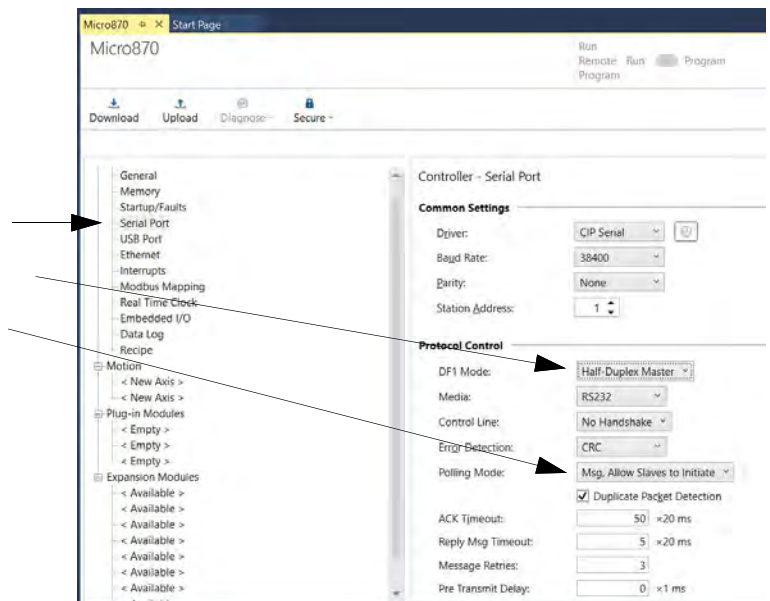 Micro870 Start Page
Micro870
Run
Remote Run Program
Program
Download Upload Diagnose Secure
General
Memory
Startup/Faults
Serial Port
USB Port
Ethernet
Interrupts
Modbus Mapping
Real Time Clock
Embedded I/O
Data Log
Recipe
Motion
< New Axis >
< New Axis >
Plug-in Modules
< Empty >
< Empty >
< Empty >
Expansion Modules
< Available >
< Available >
< Available >
< Available >
< Available >
< Available >
< Available >
Controller - Serial Port
Common Settings
Driver: CIP Serial
Baud Rate: 38400
Parity: None
Station Address: 1
Protocol Control
DF1 Mode: Half-Duplex Master
Media: RS232
Control Line: No Handshake
Error Detection: CRC
Polling Mode: Msg, Allow Slaves to Initiate
Duplicate Packet Detection
ACK Timeout: 50 ×20 ms
Reply Msg Timeout: 5 ×20 ms
Message Retries: 3
Pre Transmit Delay: 0 ×1 ms